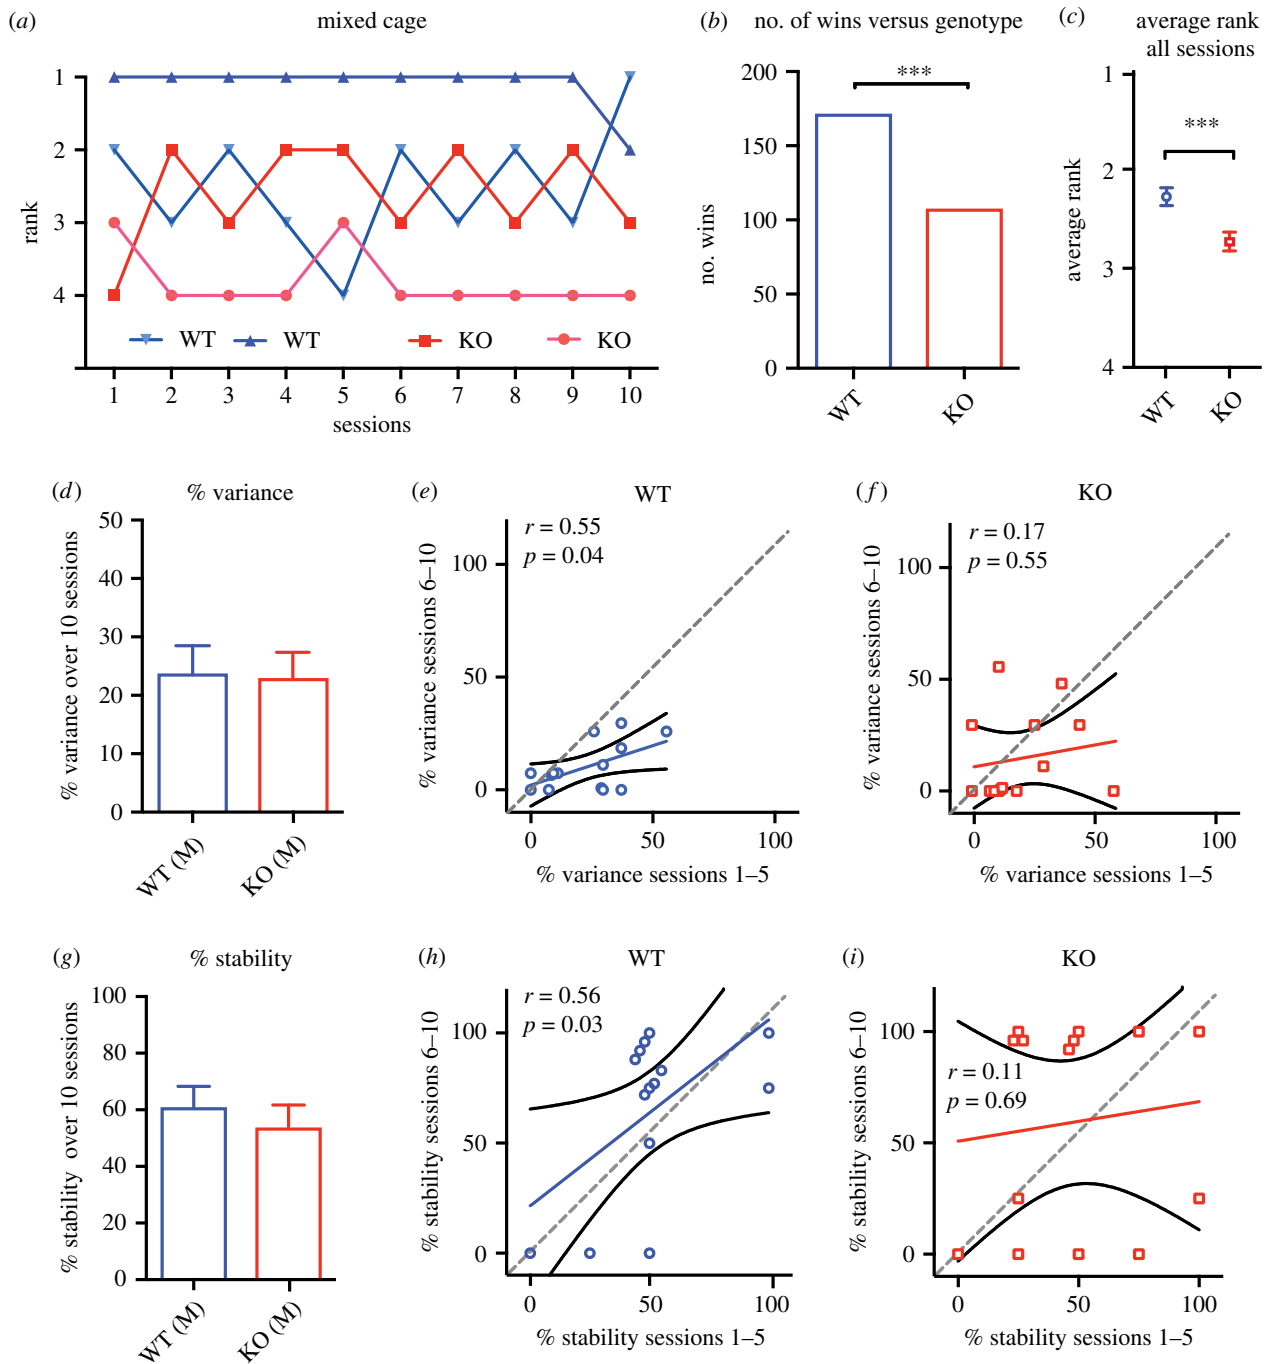 (a)
mixed cage
1
2
3
4
rank
WT WT KO KO
1 2 3 4 5 6 7 8 9 10
sessions
(b) no. of wins versus genotype
***
200
150
100
50
0
no. wins
WT KO
(c) average rank
all sessions
***
1
2
3
4
average rank
WT KO
(d) % variance
50
40
30
20
10
0
% variance over 10 sessions
WT (M) KO (M)
(e) WT
r = 0.55
p = 0.04
100
50
0
% variance sessions 6–10
0 50 100
% variance sessions 1–5
(f) KO
r = 0.17
p = 0.55
100
50
0
% variance sessions 6–10
0 50 100
% variance sessions 1–5
(g) % stability
100
80
60
40
20
0
% stability over 10 sessions
WT (M) KO (M)
(h) WT
r = 0.56
p = 0.03
100
50
0
% stability sessions 6–10
0 50 100
% stability sessions 1–5
(i) KO
100
r = 0.11
p = 0.69
50
0
% stability sessions 6–10
0 50 100
% stability sessions 1–5